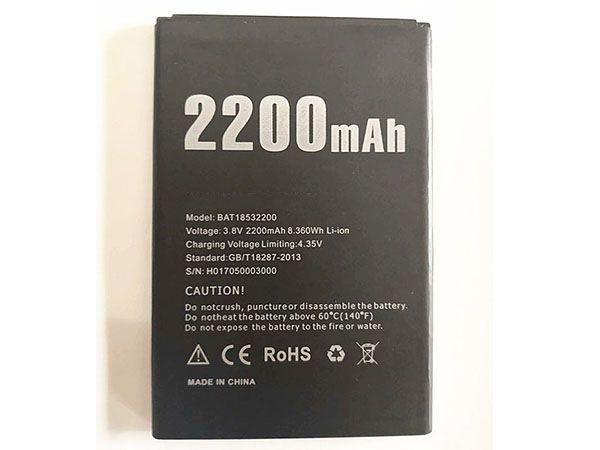 2200mAh
Model: BAT18532200
Voltage: 3.8V 2200mAh 8.360Wh Li-ion
Charging Voltage Limiting:4.35V
Standard:GB/T18287-2013
S/N: H017050003000
CAUTION!
Do notcrush, puncture or disassemble the battery.
Do notheat the battery above 60°C(140°F)
Do not expose the battery to the fire or water.
CE RoHS
MADE IN CHINA